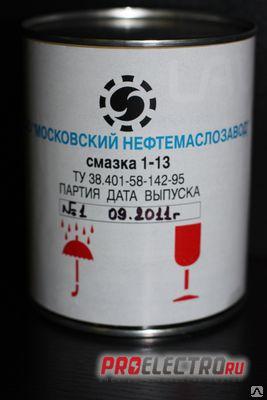 "МОСКОВСКИЙ НЕФТЕМАСЛОЗАВОД"
смазка 1-13
ТУ 38.401-58-142-95
ПАРТИЯ ДАТА ВЫПУСКА
№1 09.2011г
PROELECTRO.RU